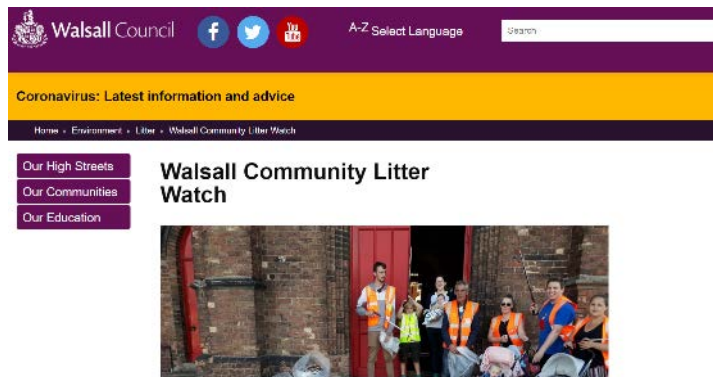 Walsall Council
A-Z Select Language
Search
Coronavirus: Latest information and advice
Home
Environment
Litter
Walsall Community Litter Watch
Our High Streets
Our Communities
Our Education
Walsall Community Litter
Watch